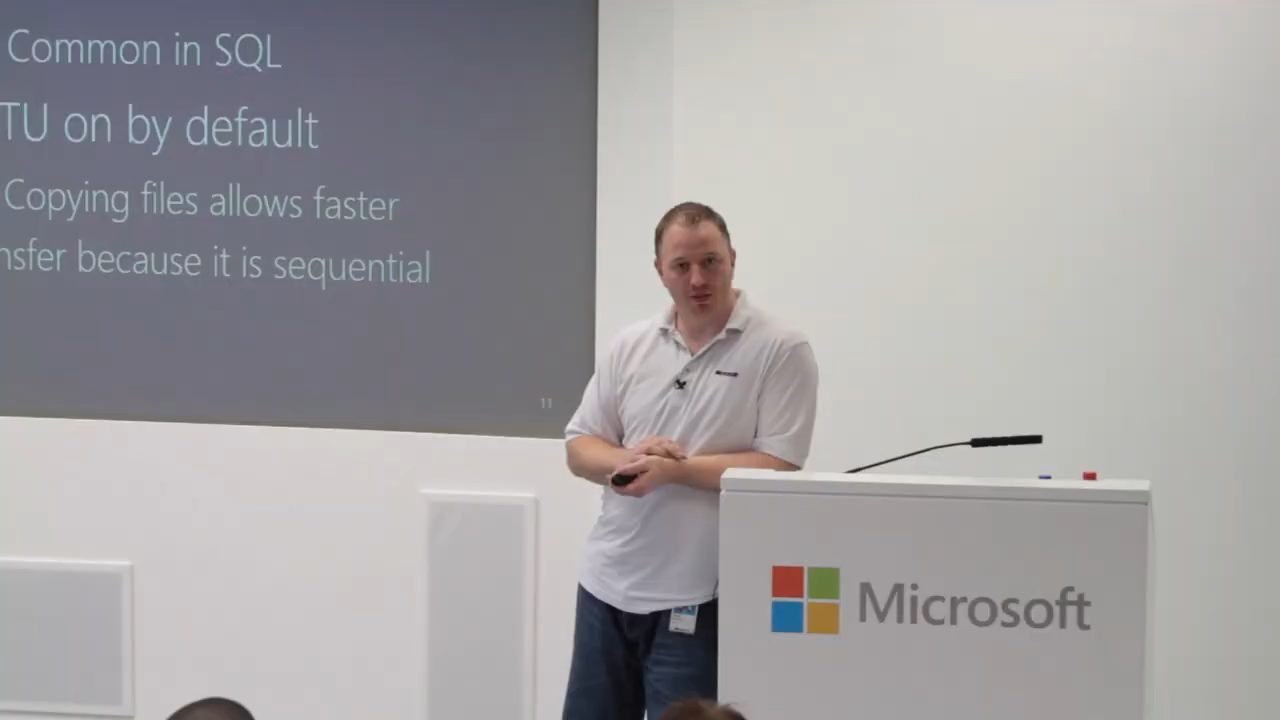 Common in SQL
TU on by default
Copying files allows faster
nsfer because it is sequential
11
Microsoft